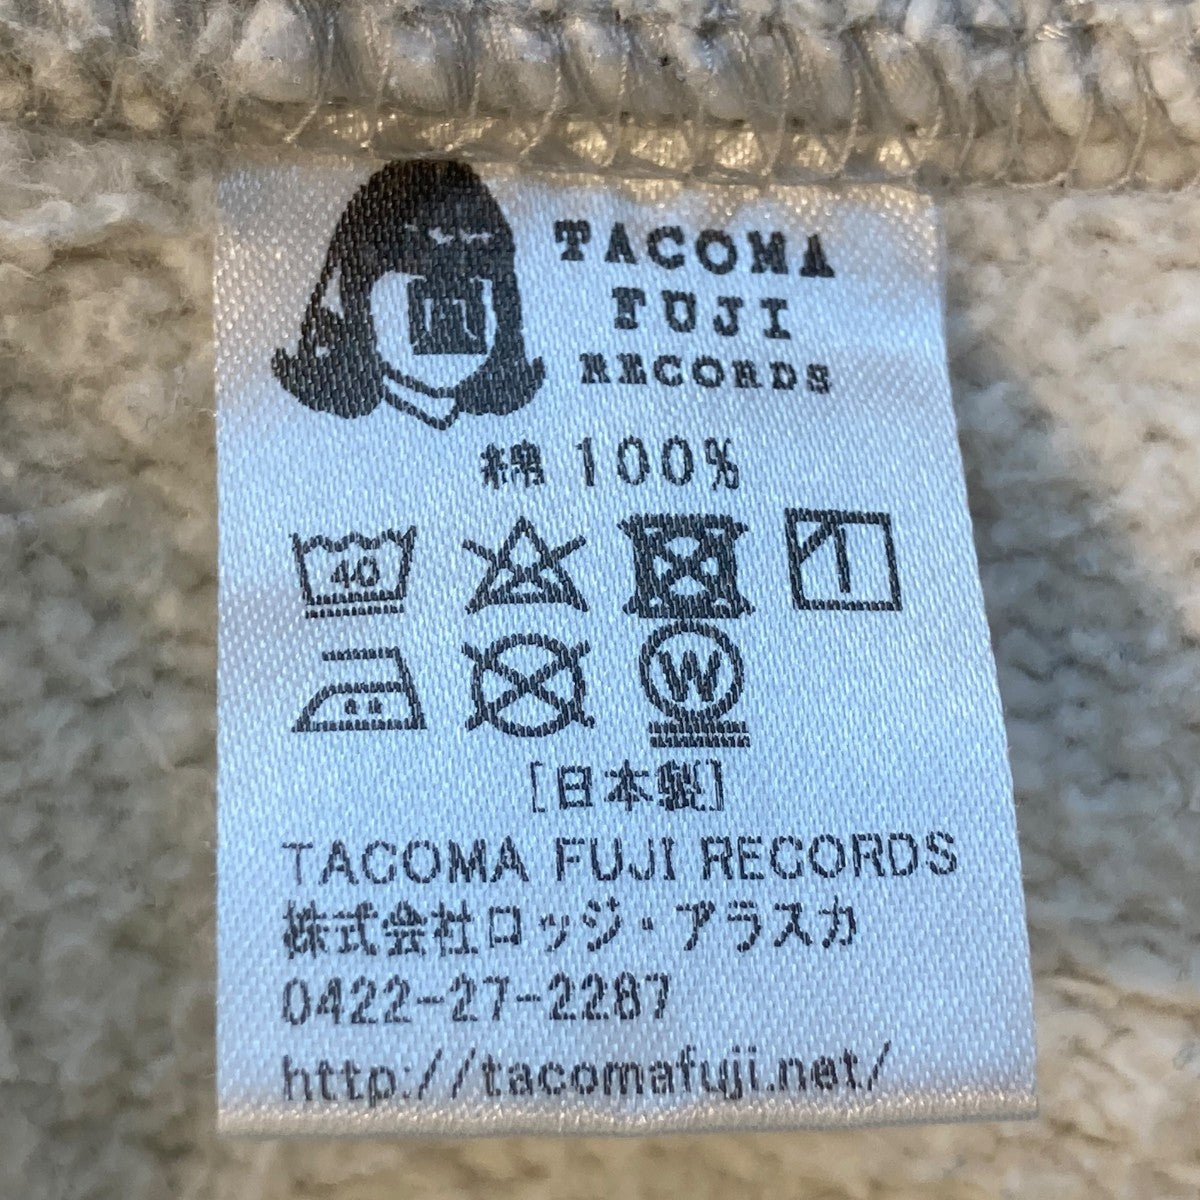 TACOMA
FUJI
RECORDS
綿 100%
40
W
[日本製]
TACOMA FUJI RECORDS
株式会社ロッジ・アラスカ
0422-27-2287
http://tacomafuji.net/